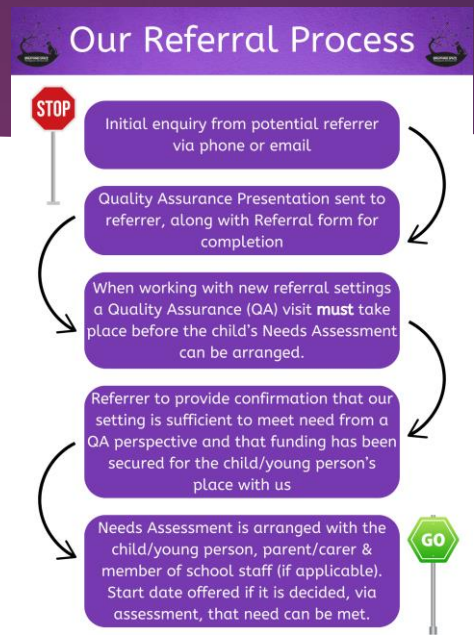 Our Referral Process
STOP
Initial enquiry from potential referrer
via phone or email
Quality Assurance Presentation sent to
referrer, along with Referral form for
completion
When working with new referral settings
a Quality Assurance (QA) visit must take
place before the child's Needs Assessment
can be arranged.
Referrer to provide confirmation that our
setting is sufficient to meet need from a
QA perspective and that funding has been
secured for the child/young person's
place with us
Needs Assessment is arranged with the
child/young person, parent/carer &
member of school staff (if applicable).
Start date offered if it is decided, via
assessment, that need can be met.
GO